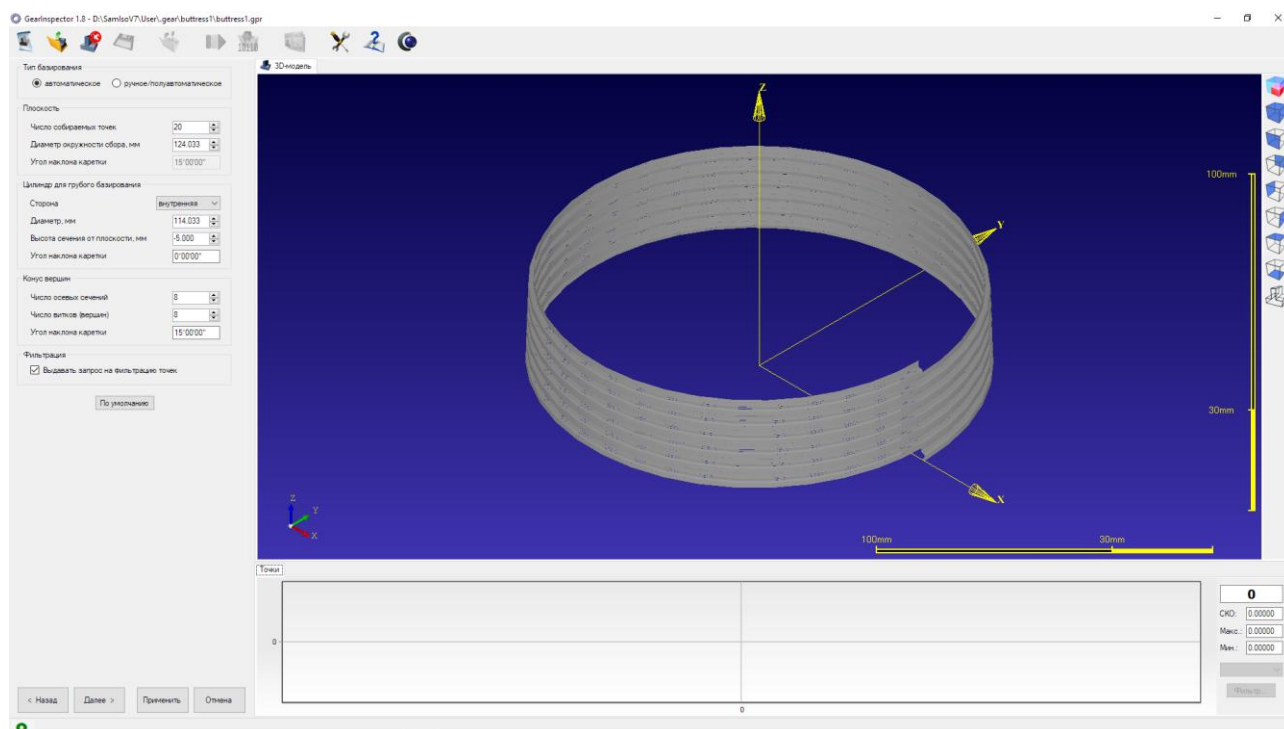 GearInspector 1.8 - D:\SamIsoV7\User\.gear\buttress1\buttress1.gpr
Тип базирования
автоматическое ручное/полуавтоматическое
Плоскость
Число собираемых точек 20
Диаметр окружности сбора, мм 124.033
Угол наклона каретки 15°00'00"
Цилиндр для грубого базирования
Сторона внутренняя
Диаметр, мм 114.033
Высота сечения от плоскости, мм -5.000
Угол наклона каретки 0°00'00"
Конус вершин
Число осевых сечений 8
Число витков (вершин) 8
Угол наклона каретки 15°00'00"
Фильтрация
Выдавать запрос на фильтрацию точек
По умолчанию
< Назад Далее > Применить Отмена
3D-модель
Z
Y
X
100mm
30mm
Z
Y
X
100mm 30mm
Точки
0
0
0
СКО: 0.00000
Макс.: 0.00000
Мин.: 0.00000
Фильтр...